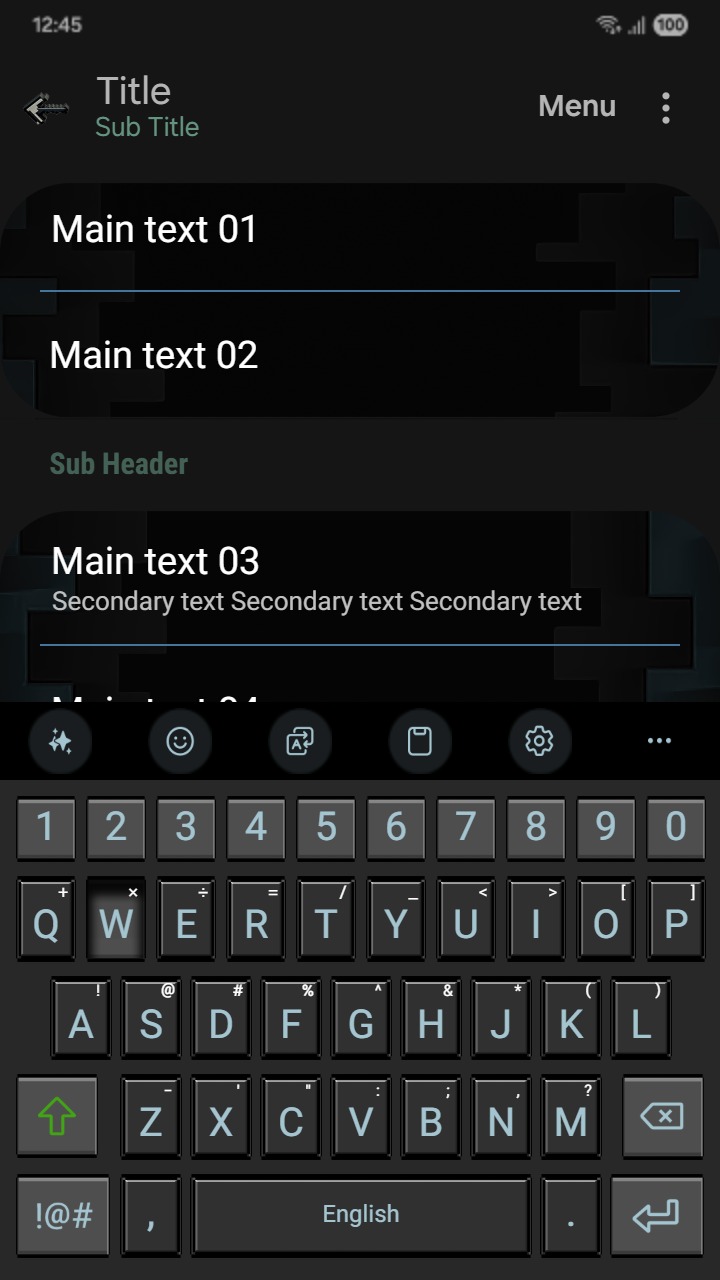 12:45
100
Title
Sub Title
Menu
Main text 01
Main text 02
Sub Header
Main text 03
Secondary text Secondary text Secondary text
1 2 3 4 5 6 7 8 9 0
+ × ÷ = / _ < > [ ]
Q W E R T Y U I O P
! @ # % ^ & * ( )
A S D F G H J K L
- ' " : ; , ?
Z X C V B N M
!@# , English .